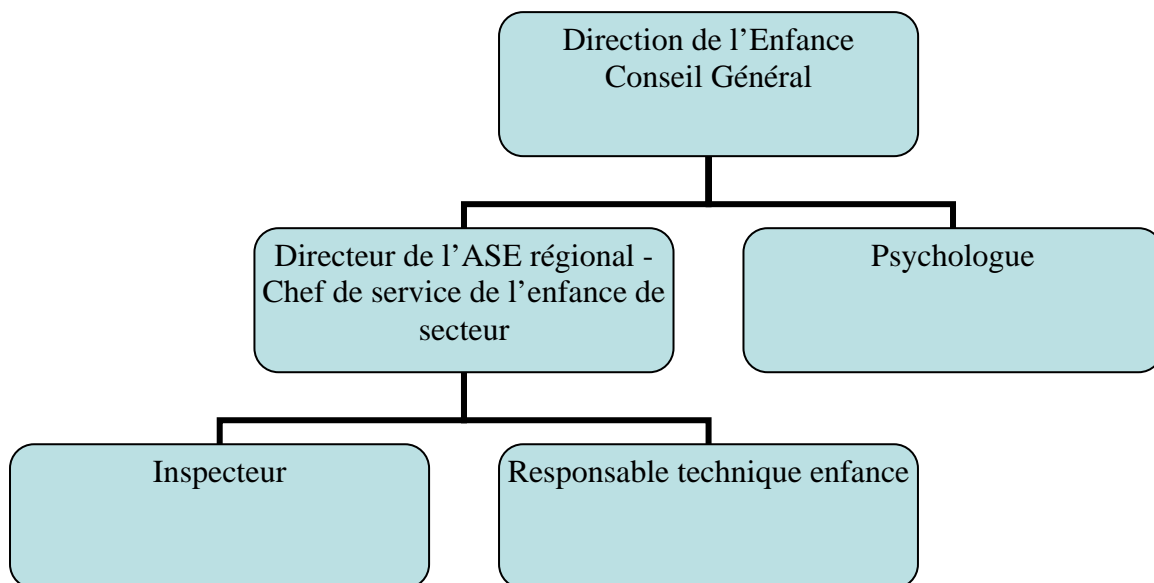 Direction de l’Enfance
Conseil Général
Directeur de l’ASE régional -
Chef de service de l’enfance de
secteur
Psychologue
Inspecteur
Responsable technique enfance